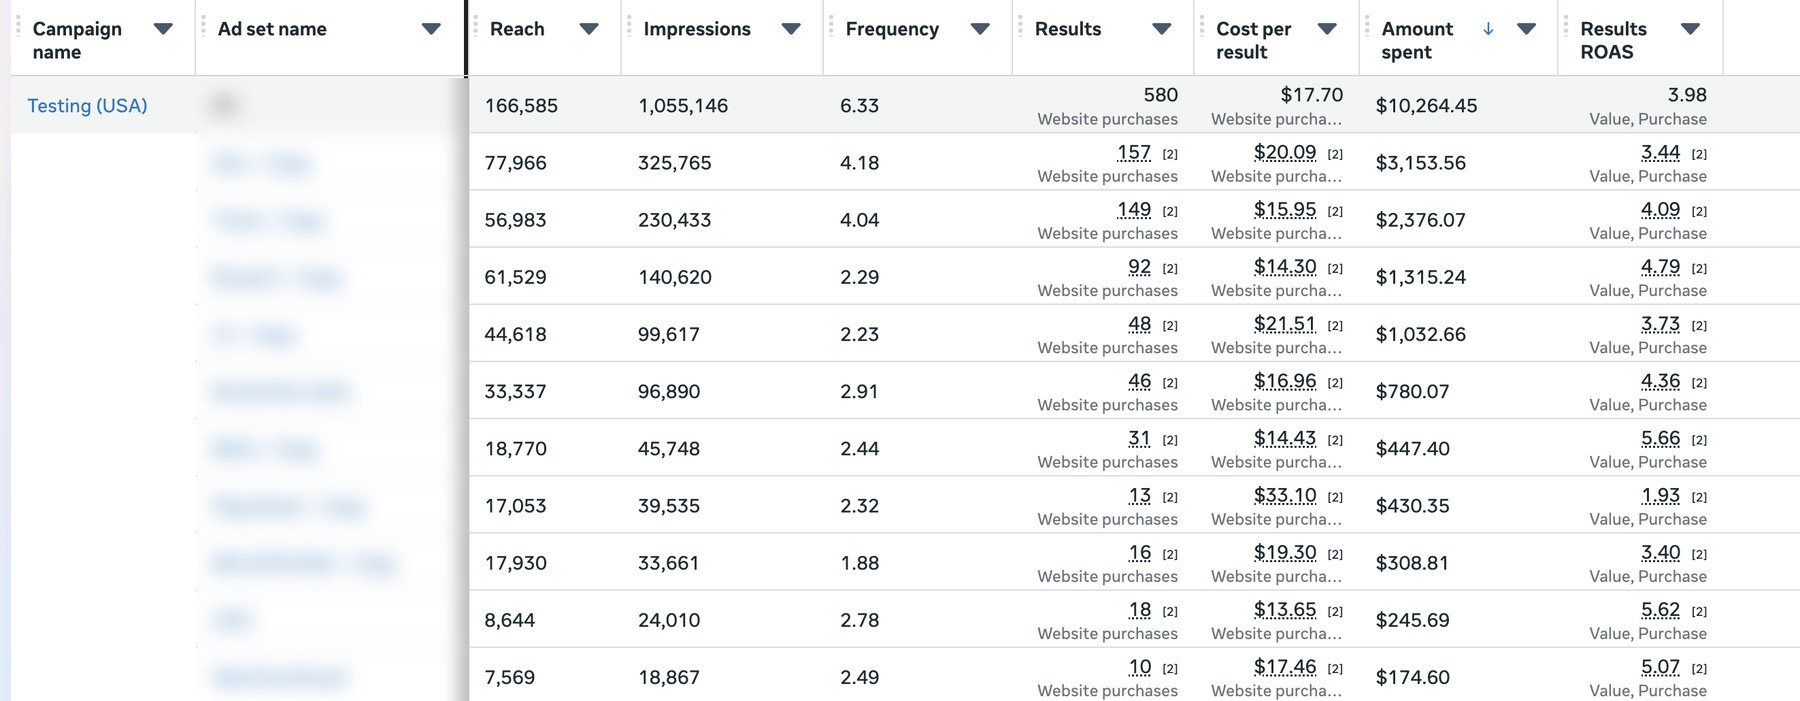 Campaign name Ad set name Reach Impressions Frequency Results Cost per result Amount spent ↓ Results ROAS
Testing (USA) 166,585 1,055,146 6.33 580 $17.70 $10,264.45 3.98
Website purchases Website purcha... Value, Purchase
77,966 325,765 4.18 157 [2] $20.09 [2] $3,153.56 3.44 [2]
Website purchases Website purcha... Value, Purchase
56,983 230,433 4.04 149 [2] $15.95 [2] $2,376.07 4.09 [2]
Website purchases Website purcha... Value, Purchase
61,529 140,620 2.29 92 [2] $14.30 [2] $1,315.24 4.79 [2]
Website purchases Website purcha... Value, Purchase
44,618 99,617 2.23 48 [2] $21.51 [2] $1,032.66 3.73 [2]
Website purchases Website purcha... Value, Purchase
33,337 96,890 2.91 46 [2] $16.96 [2] $780.07 4.36 [2]
Website purchases Website purcha... Value, Purchase
18,770 45,748 2.44 31 [2] $14.43 [2] $447.40 5.66 [2]
Website purchases Website purcha... Value, Purchase
17,053 39,535 2.32 13 [2] $33.10 [2] $430.35 1.93 [2]
Website purchases Website purcha... Value, Purchase
17,930 33,661 1.88 16 [2] $19.30 [2] $308.81 3.40 [2]
Website purchases Website purcha... Value, Purchase
8,644 24,010 2.78 18 [2] $13.65 [2] $245.69 5.62 [2]
Website purchases Website purcha... Value, Purchase
7,569 18,867 2.49 10 [2] $17.46 [2] $174.60 5.07 [2]
Website purchases Website purcha... Value, Purchase